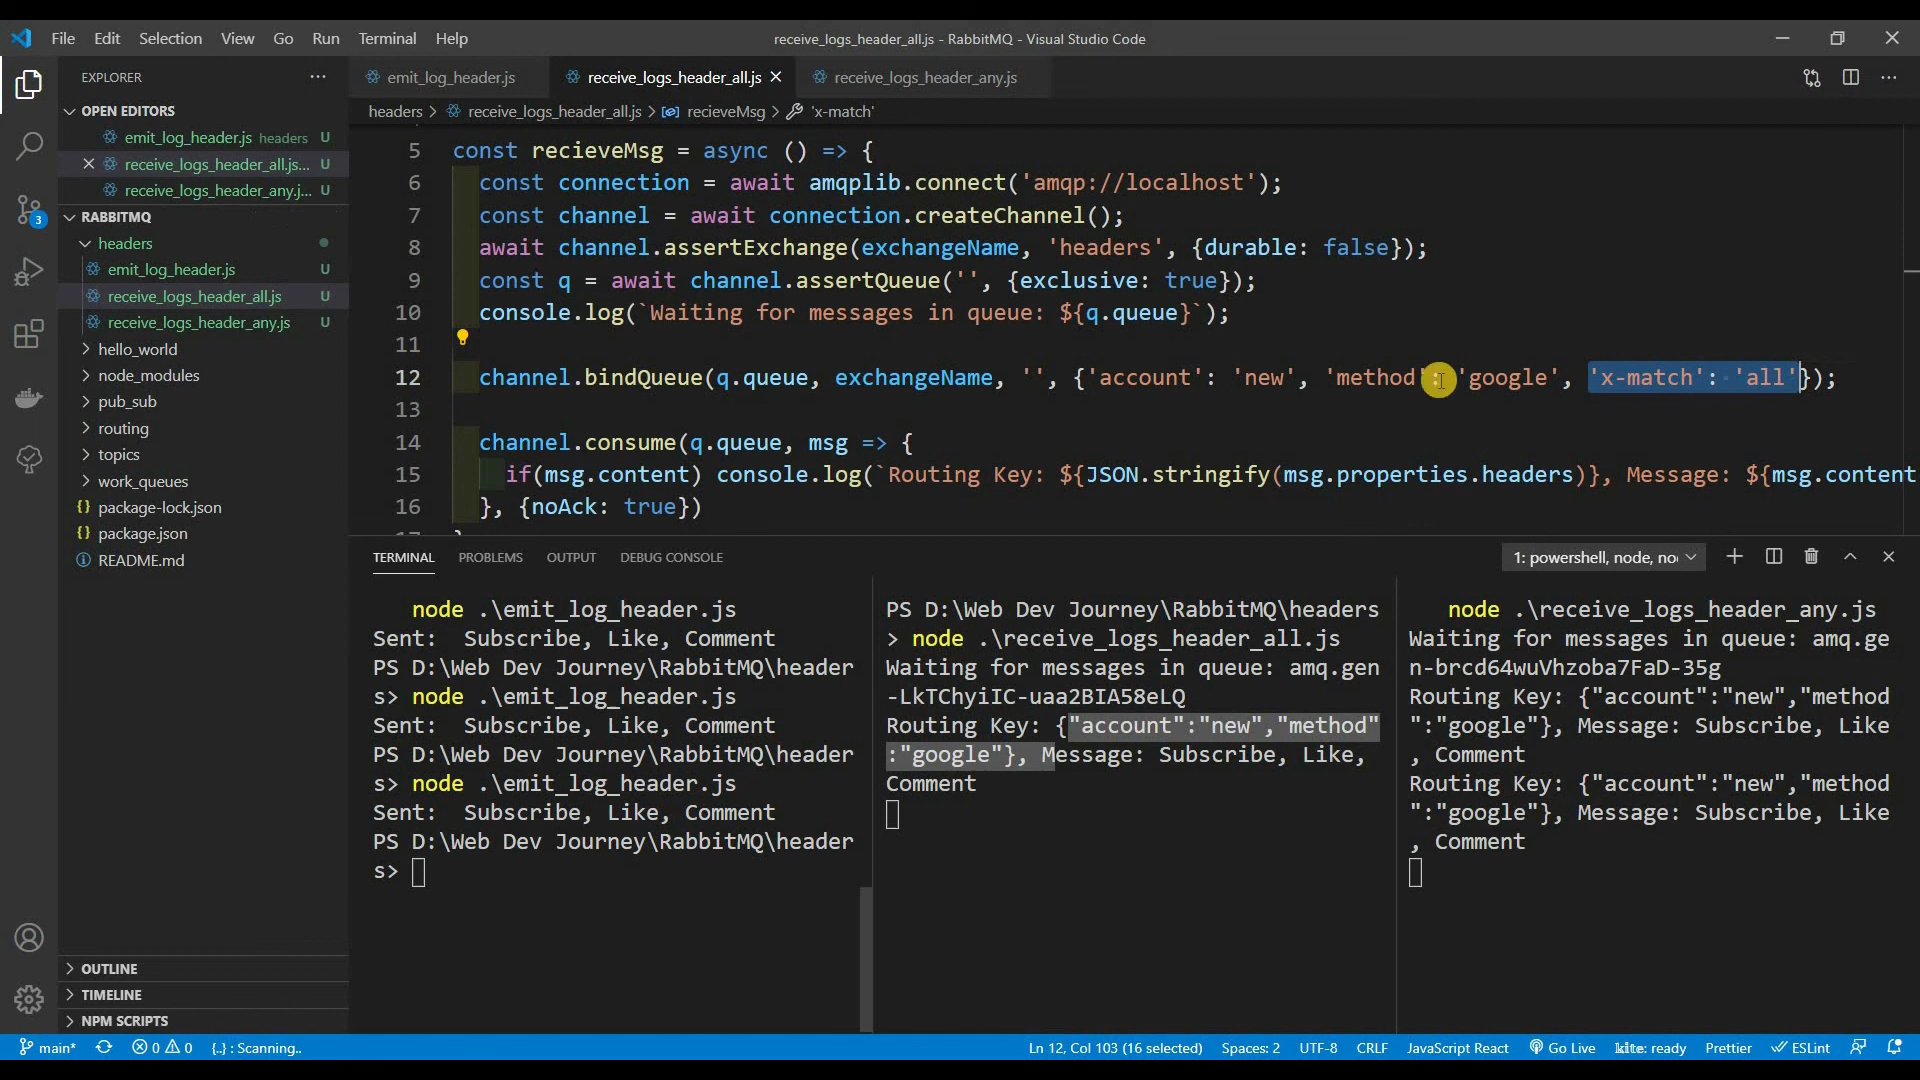 File Edit Selection View Go Run Terminal Help
receive_logs_header_all.js - RabbitMQ - Visual Studio Code
EXPLORER
OPEN EDITORS
emit_log_header.js headers U
receive_logs_header_all.js... U
receive_logs_header_any.j... U
RABBITMQ
headers
emit_log_header.js U
receive_logs_header_all.js U
receive_logs_header_any.js U
hello_world
node_modules
pub_sub
routing
topics
work_queues
package-lock.json
package.json
README.md
OUTLINE
TIMELINE
NPM SCRIPTS
3
emit_log_header.js receive_logs_header_all.js receive_logs_header_any.js
headers > receive_logs_header_all.js > recieveMsg > 'x-match'
5 const recieveMsg = async () => {
6 const connection = await amqplib.connect('amqp://localhost');
7 const channel = await connection.createChannel();
8 await channel.assertExchange(exchangeName, 'headers', {durable: false});
9 const q = await channel.assertQueue('', {exclusive: true});
10 console.log(`Waiting for messages in queue: ${q.queue}`);
11
12 channel.bindQueue(q.queue, exchangeName, '', {'account': 'new', 'method': 'google', 'x-match': 'all'});
13
14 channel.consume(q.queue, msg => {
15 if(msg.content) console.log(`Routing Key: ${JSON.stringify(msg.properties.headers)}, Message: ${msg.content
16 }, {noAck: true})
TERMINAL PROBLEMS OUTPUT DEBUG CONSOLE
1: powershell, node, no
node .\emit_log_header.js
Sent: Subscribe, Like, Comment
PS D:\Web Dev Journey\RabbitMQ\header
s> node .\emit_log_header.js
Sent: Subscribe, Like, Comment
PS D:\Web Dev Journey\RabbitMQ\header
s> node .\emit_log_header.js
Sent: Subscribe, Like, Comment
PS D:\Web Dev Journey\RabbitMQ\header
s>
PS D:\Web Dev Journey\RabbitMQ\headers
> node .\receive_logs_header_all.js
Waiting for messages in queue: amq.gen
-LkTChyiIC-uaa2BIA58eLQ
Routing Key: {"account":"new","method"
:"google"}, Message: Subscribe, Like,
Comment
node .\receive_logs_header_any.js
Waiting for messages in queue: amq.ge
n-brcd64wuVhzoba7FaD-35g
Routing Key: {"account":"new","method
":"google"}, Message: Subscribe, Like
, Comment
Routing Key: {"account":"new","method
":"google"}, Message: Subscribe, Like
, Comment
main* 0 0 {..} : Scanning..
Ln 12, Col 103 (16 selected) Spaces: 2 UTF-8 CRLF JavaScript React Go Live kite: ready Prettier ESLint